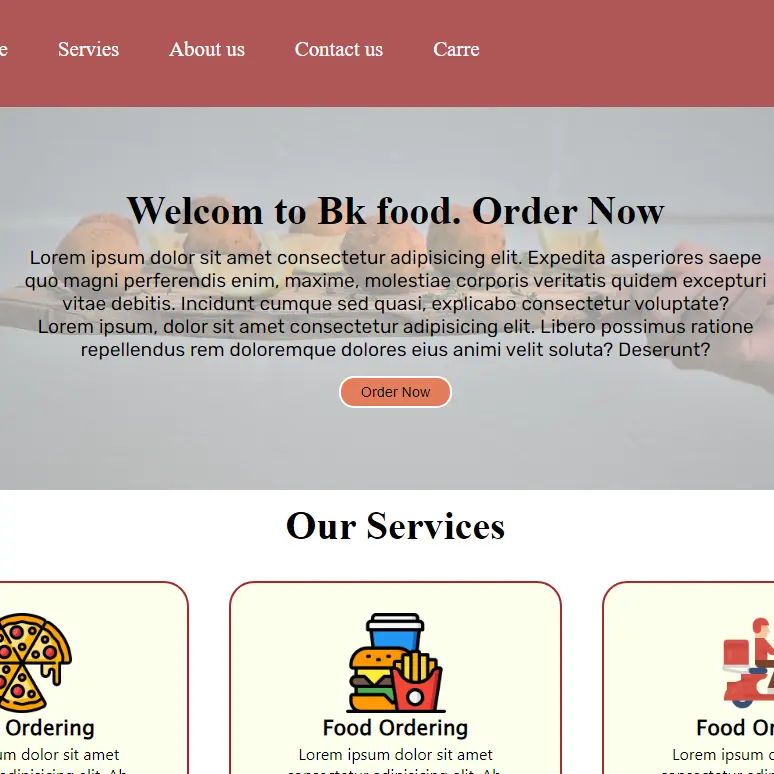 e Servies About us Contact us Carre
Welcom to Bk food. Order Now
Lorem ipsum dolor sit amet consectetur adipisicing elit. Expedita asperiores saepe
quo magni perferendis enim, maxime, molestiae corporis veritatis quidem excepturi
vitae debitis. Incidunt cumque sed quasi, explicabo consectetur voluptate?
Lorem ipsum, dolor sit amet consectetur adipisicing elit. Libero possimus ratione
repellendus rem doloremque dolores eius animi velit soluta? Deserunt?
Order Now
Our Services
Ordering
um dolor sit amet
Food Ordering
Lorem ipsum dolor sit amet
Food Or
Lorem ipsum do